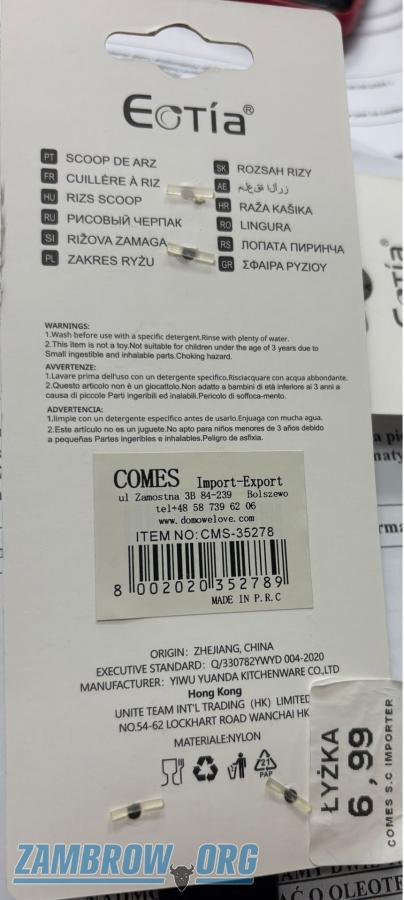 EOTIA®
PT SCOOP DE ARZ
FR CUILLÈRE À RIZ
HU RIZS SCOOP
RU РИСОВЫЙ ЧЕРПАК
SI RIŽOVA ZAMAGA
PL ZAKRES RYŻU
SK ROZSAH RIZY
AE
HR RAŽA KAŠIKA
RO LINGURA
RS ЛОПАТА ПИРИНЧА
GR ΣΦΑΙΡΑ ΡΥΖΙΟΥ
WARNINGS:
1.Wash before use with a specific detergent.Rinse with plenty of water.
2.This item is not a toy.Not suitable for children under the age of 3 years due to
Small ingestible and inhalable parts.Choking hazard.
AVVERTENZE:
1.Lavare prima dell'uso con un detergente specifico.Risciacquare con acqua abbondante.
2.Questo articolo non è un giocattolo.Non adatto a bambini di età inferiore ai 3 anni a
causa di piccole Parti ingeribili ed inalabili.Pericolo di soffoca-mento.
ADVERTENCIA:
1.limpie con un detergente específico antes de usarlo.Enjuaga con mucha agua.
2.Este artículo no es un juguete.No apto para niños menores de 3 años debido
a pequeñas Partes ingeribles e inhalables.Peligro de asfixia.
COMES Import-Export
ul Zamostna 3B 84-239 Bolszewo
tel+48 58 739 62 06
www.domowelove.com
ITEM NO:CMS-35278
8 002020 352789
MADE IN P.R.C
ORIGIN: ZHEJIANG, CHINA
EXECUTIVE STANDARD: Q/330782YWYD 004-2020
MANUFACTURER: YIWU YUANDA KITCHENWARE CO,LTD
Hong Kong
UNITE TEAM INT'L TRADING (HK) LIMITED
NO.54-62 LOCKHART ROAD WANCHAI HK
MATERIALE:NYLON
21
PAP
ŁYŻKA
6,99
COMES S.C IMPORTER
ZAMBROW.ORG